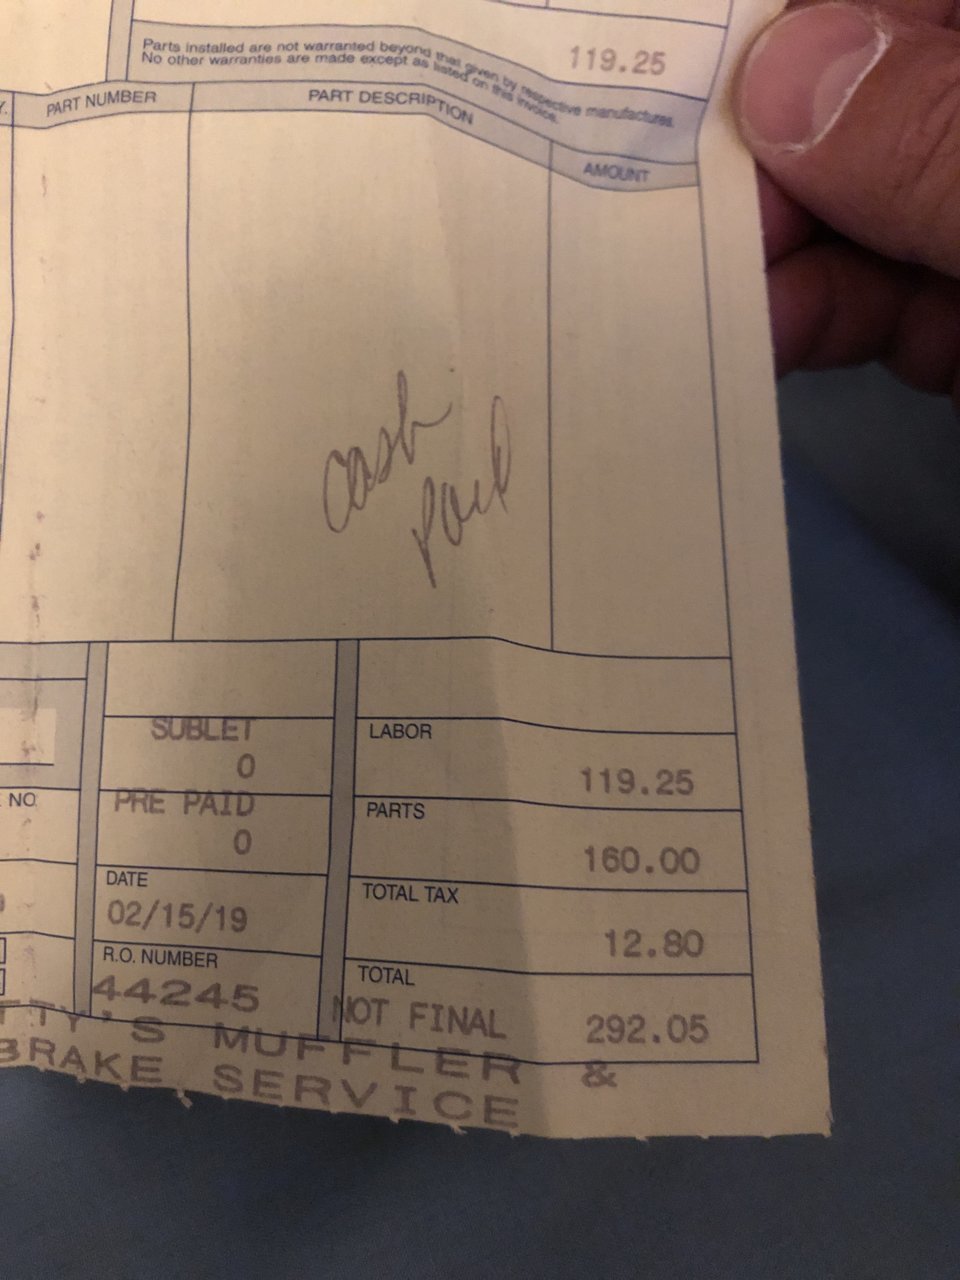 119.25
Parts installed are not warranted beyond that given by respective manufactures.
No other warranties are made except as listed on this invoice.
PART NUMBER PART DESCRIPTION AMOUNT
cash
paid
SUBLET
0
LABOR
119.25
NO
PRE PAID
0
PARTS
160.00
DATE
02/15/19
TOTAL TAX
12.80
R.O. NUMBER
44245
TOTAL
NOT FINAL 292.05
TTY'S MUFFLER &
BRAKE SERVICE